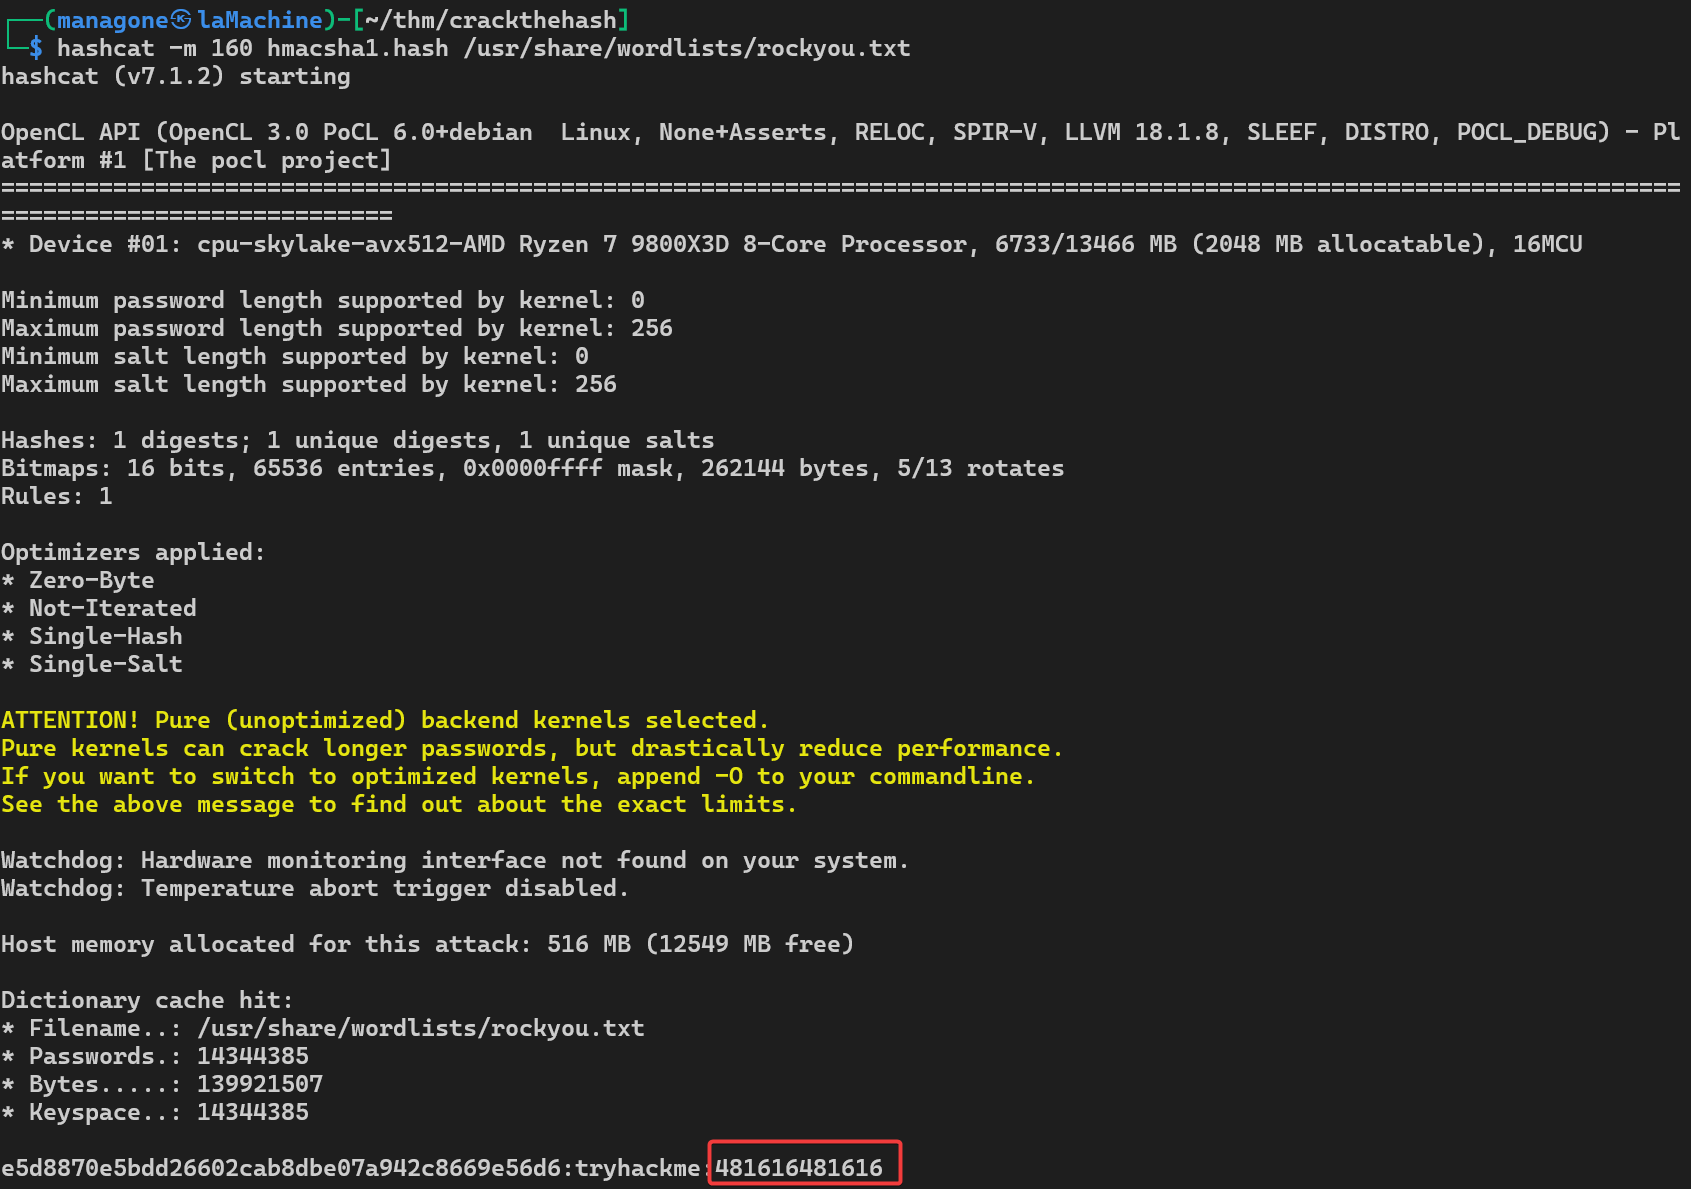 ┌──(managone㉿laMachine)-[~/thm/crackthehash]
└─$ hashcat -m 160 hmacsha1.hash /usr/share/wordlists/rockyou.txt
hashcat (v7.1.2) starting
OpenCL API (OpenCL 3.0 PoCL 6.0+debian  Linux, None+Asserts, RELOC, SPIR-V, LLVM 18.1.8, SLEEF, DISTRO, POCL_DEBUG) - Pl
atform #1 [The pocl project]
========================================================================================================================
============================
* Device #01: cpu-skylake-avx512-AMD Ryzen 7 9800X3D 8-Core Processor, 6733/13466 MB (2048 MB allocatable), 16MCU
Minimum password length supported by kernel: 0
Maximum password length supported by kernel: 256
Minimum salt length supported by kernel: 0
Maximum salt length supported by kernel: 256
Hashes: 1 digests; 1 unique digests, 1 unique salts
Bitmaps: 16 bits, 65536 entries, 0x0000ffff mask, 262144 bytes, 5/13 rotates
Rules: 1
Optimizers applied:
* Zero-Byte
* Not-Iterated
* Single-Hash
* Single-Salt
ATTENTION! Pure (unoptimized) backend kernels selected.
Pure kernels can crack longer passwords, but drastically reduce performance.
If you want to switch to optimized kernels, append -O to your commandline.
See the above message to find out about the exact limits.
Watchdog: Hardware monitoring interface not found on your system.
Watchdog: Temperature abort trigger disabled.
Host memory allocated for this attack: 516 MB (12549 MB free)
Dictionary cache hit:
* Filename..: /usr/share/wordlists/rockyou.txt
* Passwords.: 14344385
* Bytes.....: 139921507
* Keyspace..: 14344385
e5d8870e5bdd26602cab8dbe07a942c8669e56d6:tryhackme:481616481616